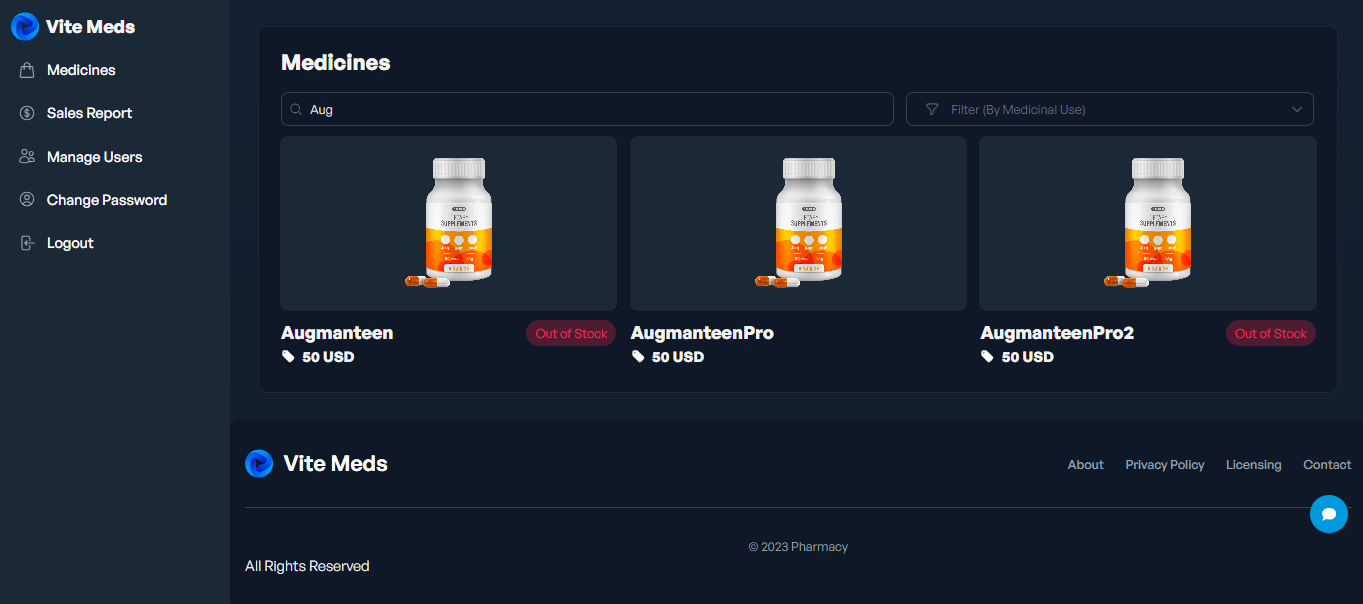 Vite Meds
Medicines
Sales Report
Manage Users
Change Password
Logout
Medicines
Aug
Filter (By Medicinal Use)
SUPPLEMENTS
SUPPLEMENTS
SUPPLEMENTS
Augmanteen Out of Stock
50 USD
AugmanteenPro
50 USD
AugmanteenPro2 Out of Stock
50 USD
Vite Meds
About Privacy Policy Licensing Contact
© 2023 Pharmacy
All Rights Reserved